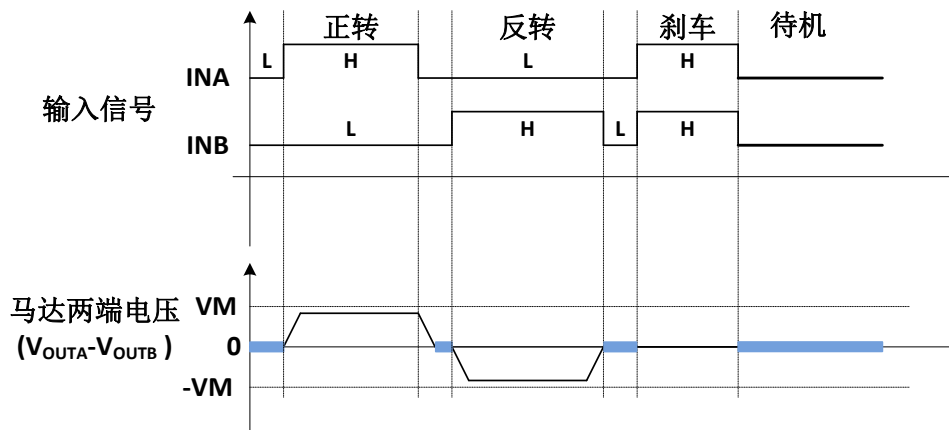 正转 反转 刹车 待机
L H L H
INA
输入信号
L H L H
INB
马达两端电压
(VOUTA-VOUTB )
VM
0
-VM